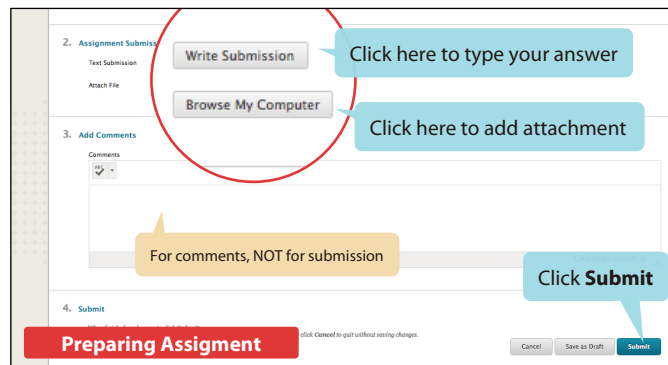 2. Assignment Submiss
Text Submission
Write Submission
Click here to type your answer
Attach File
Browse My Computer
Click here to add attachment
3. Add Comments
Comments
ABC
For comments, NOT for submission
Click Submit
4. Submit
click Cancel to quit without saving changes.
Preparing Assigment
Cancel
Save as Draft
Submit